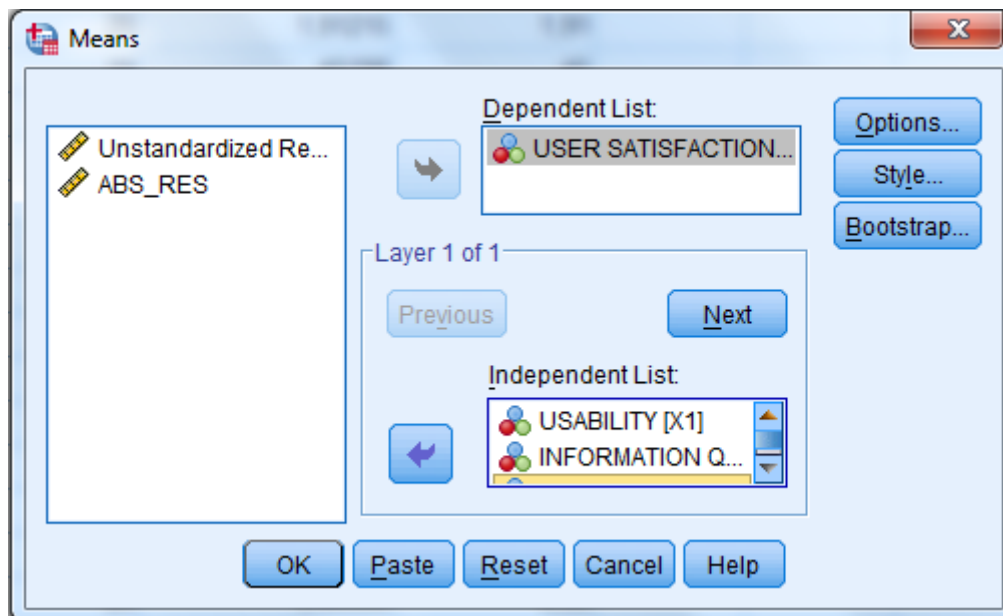 Means
Unstandardized Re...
ABS_RES
Dependent List:
USER SATISFACTION...
Options...
Style...
Bootstrap...
Layer 1 of 1
Previous
Next
Independent List:
USABILITY [X1]
INFORMATION Q...
OK
Paste
Reset
Cancel
Help